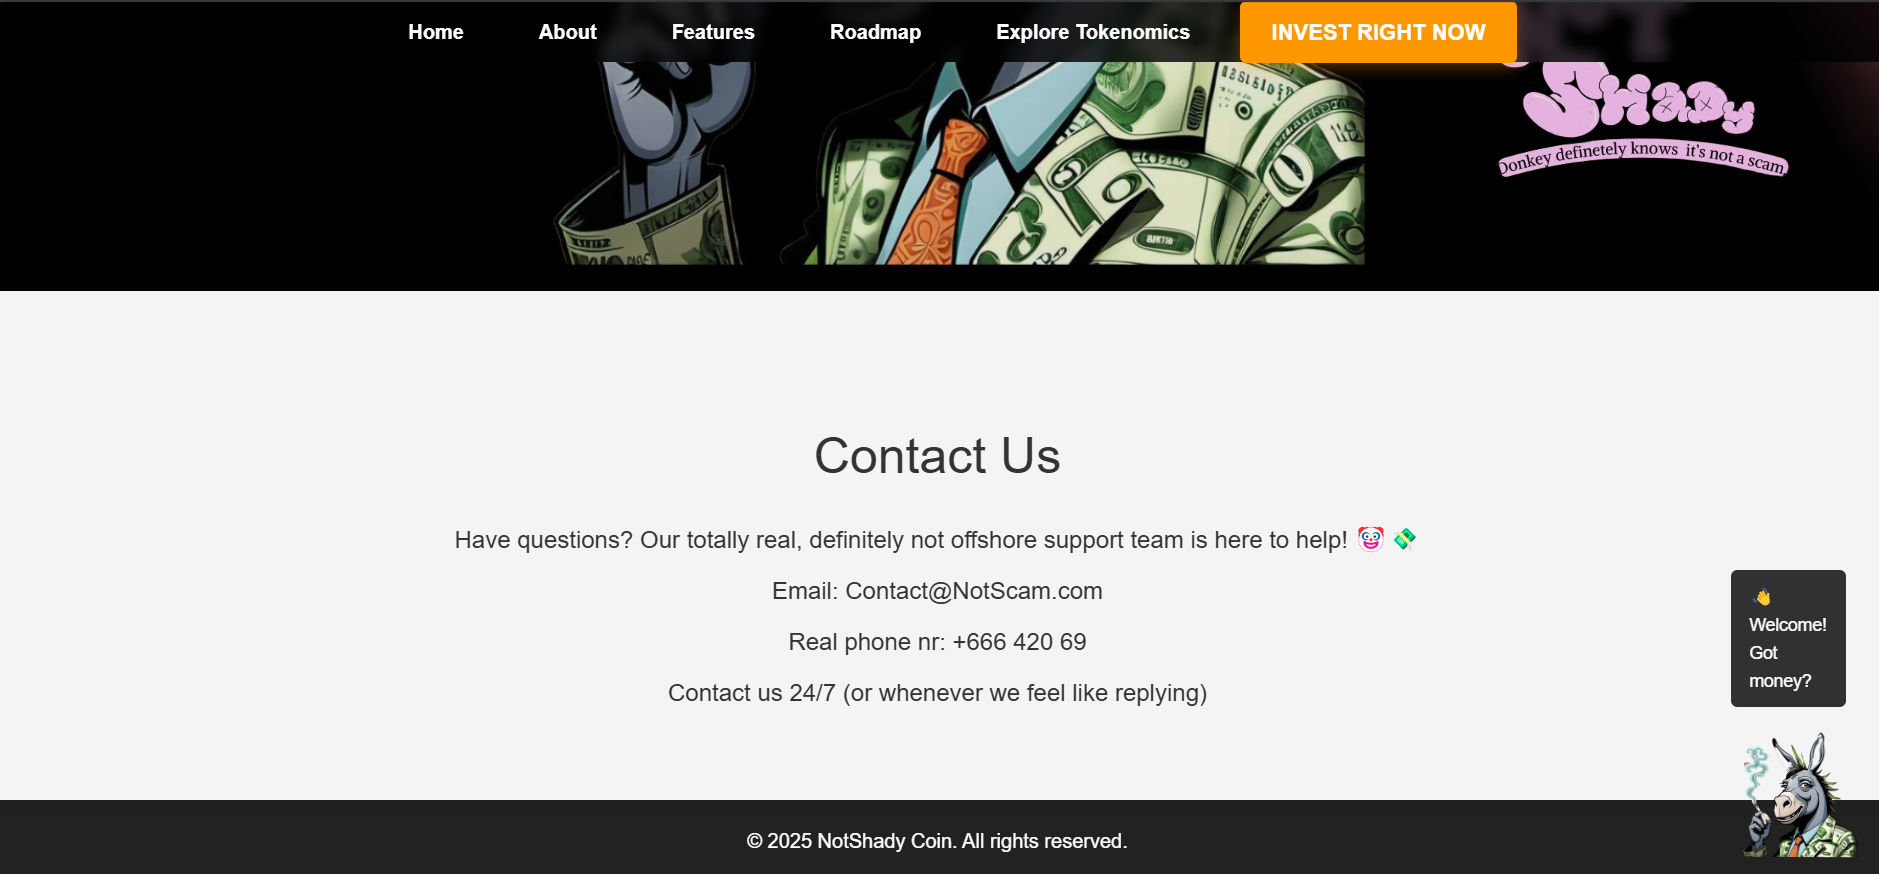 Home About Features Roadmap Explore Tokenomics INVEST RIGHT NOW
Shady
Donkey definetely knows it's not a scam
Contact Us
Have questions? Our totally real, definitely not offshore support team is here to help! 🤡 💸
Email: Contact@NotScam.com
Real phone nr: +666 420 69
Contact us 24/7 (or whenever we feel like replying)
👋
Welcome!
Got
money?
© 2025 NotShady Coin. All rights reserved.